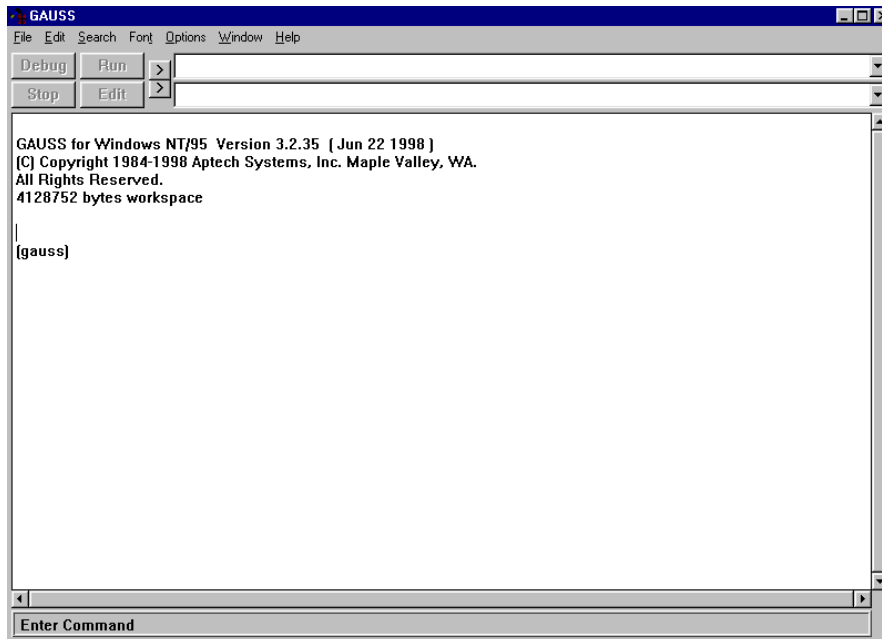 GAUSS
File Edit Search Font Options Window Help
Debug Run >
Stop Edit >
GAUSS for Windows NT/95 Version 3.2.35 ( Jun 22 1998 )
(C) Copyright 1984-1998 Aptech Systems, Inc. Maple Valley, WA.
All Rights Reserved.
4128752 bytes workspace
(gauss)
Enter Command